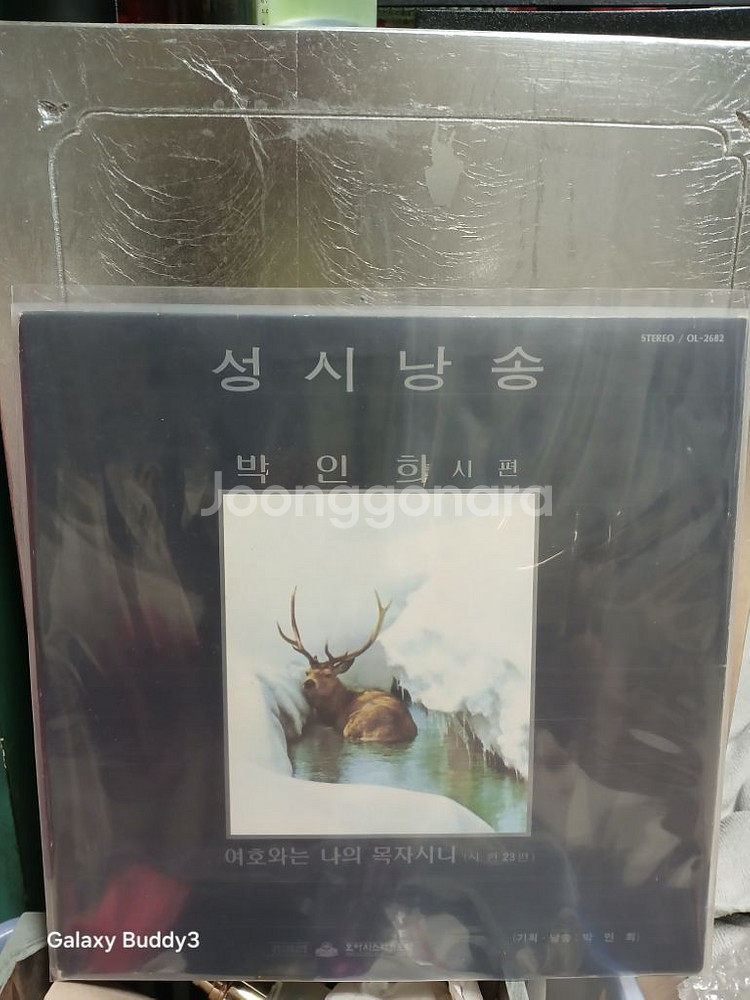 STEREO / OL-2682
성시낭송
박인희 시편
Joonggonara
여호와는 나의 목자시니 (시편 23편)
(기획·낭송:박인희)
Galaxy Buddy3